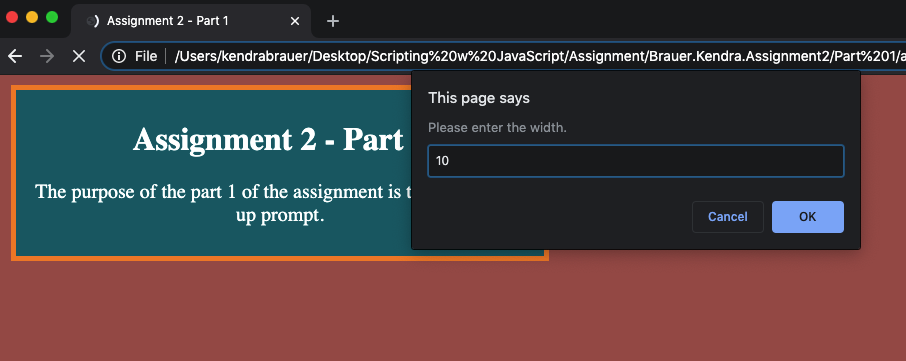 Assignment 2 - Part 1
File
/Users/kendrabrauer/Desktop/Scripting%20w%20JavaScript/Assignment/Brauer.Kendra.Assignment2/Part%201/a
This page says
Please enter the width.
10
Cancel
OK
Assignment 2 - Part
The purpose of the part 1 of the assignment is
up prompt.